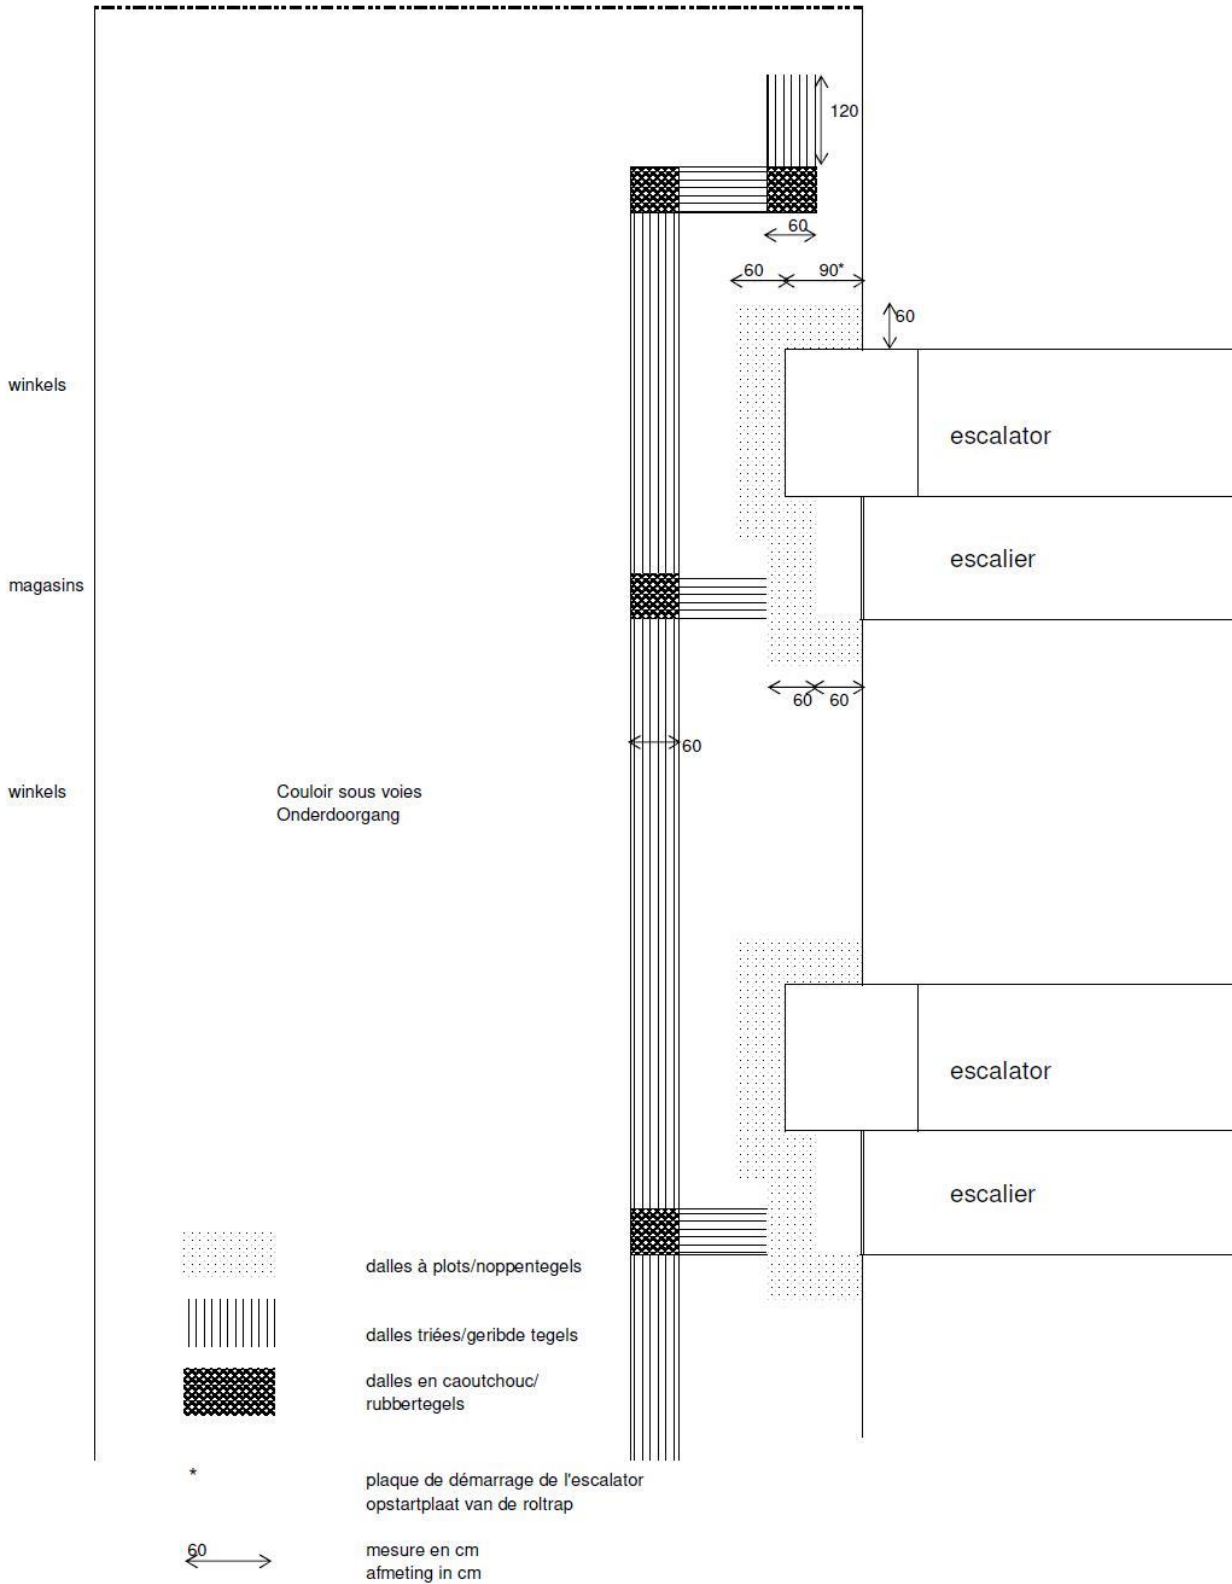 120
60
60
90*
60
winkels
escalator
escalier
magasins
60
60
60
winkels
Couloir sous voies
Onderdoorgang
escalator
escalier
dalles à plots/noppentegels
dalles triées/geribde tegels
dalles en caoutchouc/
rubbertegels
*
plaque de démarrage de l'escalator
opstartplaat van de roltrap
60
mesure en cm
afmeting in cm